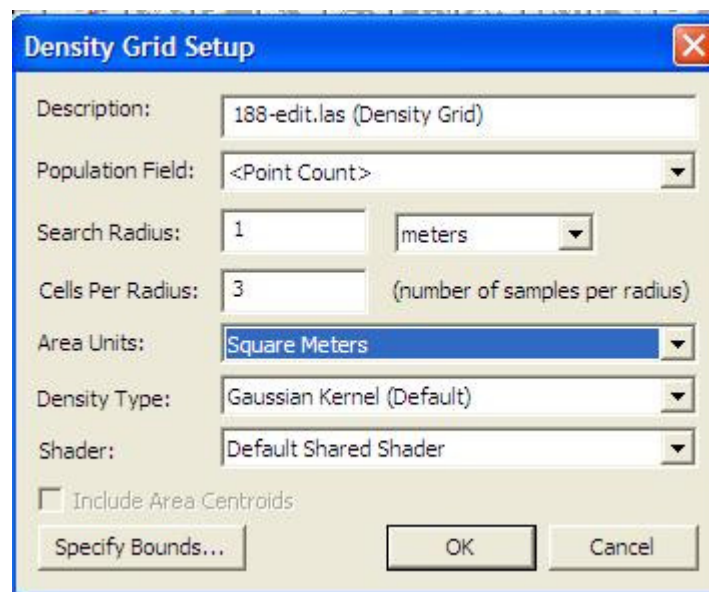 Density Grid Setup
Description: 188-edit.las (Density Grid)
Population Field: <Point Count>
Search Radius: 1 meters
Cells Per Radius: 3 (number of samples per radius)
Area Units: Square Meters
Density Type: Gaussian Kernel (Default)
Shader: Default Shared Shader
Include Area Centroids
Specify Bounds... OK Cancel